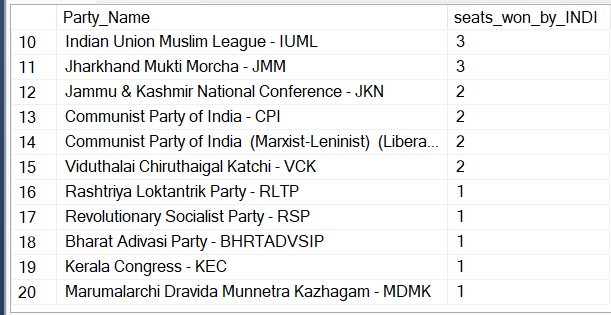 Party_Name seats_won_by_INDI
10 Indian Union Muslim League - IUML 3
11 Jharkhand Mukti Morcha - JMM 3
12 Jammu & Kashmir National Conference - JKN 2
13 Communist Party of India - CPI 2
14 Communist Party of India  (Marxist-Leninist)  (Libera... 2
15 Viduthalai Chiruthaigal Katchi - VCK 2
16 Rashtriya Loktantrik Party - RLTP 1
17 Revolutionary Socialist Party - RSP 1
18 Bharat Adivasi Party - BHRTADVSIP 1
19 Kerala Congress - KEC 1
20 Marumalarchi Dravida Munnetra Kazhagam - MDMK 1